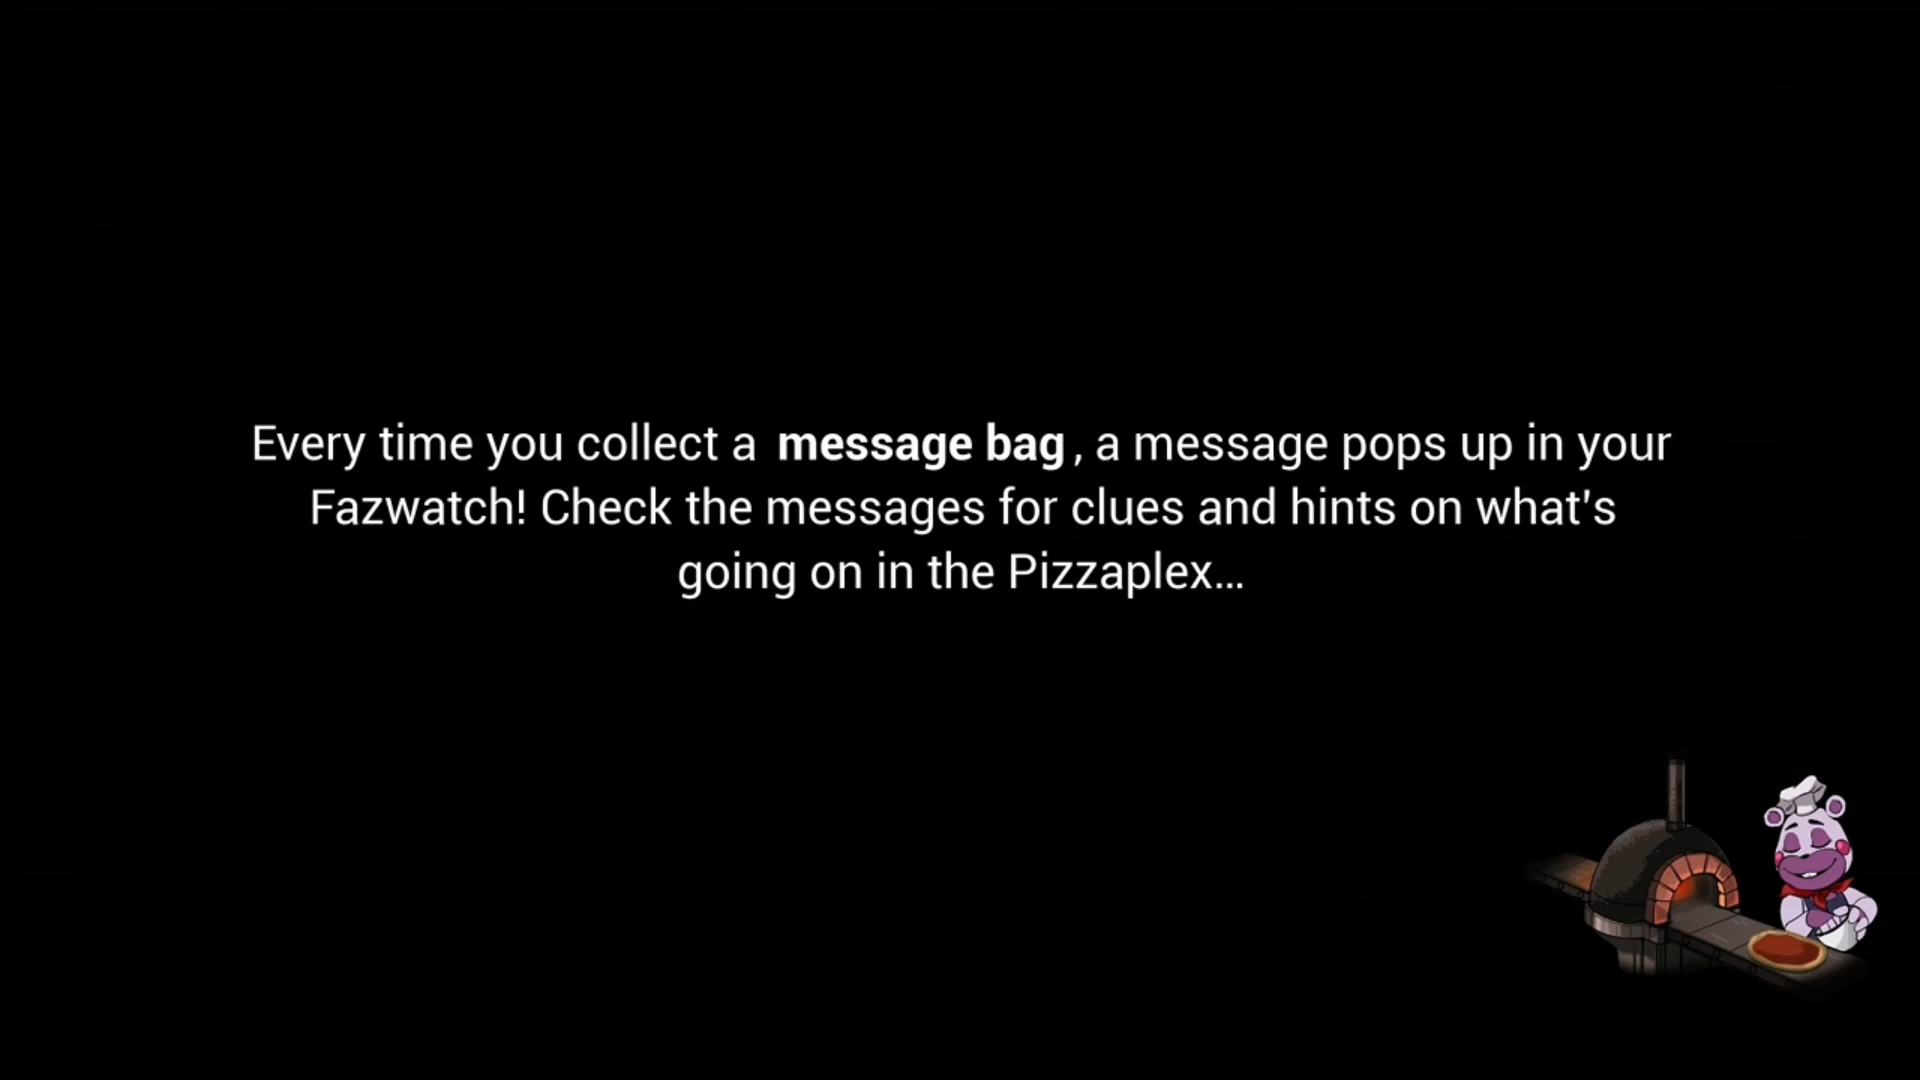 Every time you collect a message bag, a message pops up in your
Fazwatch! Check the messages for clues and hints on what's
going on in the Pizzaplex...